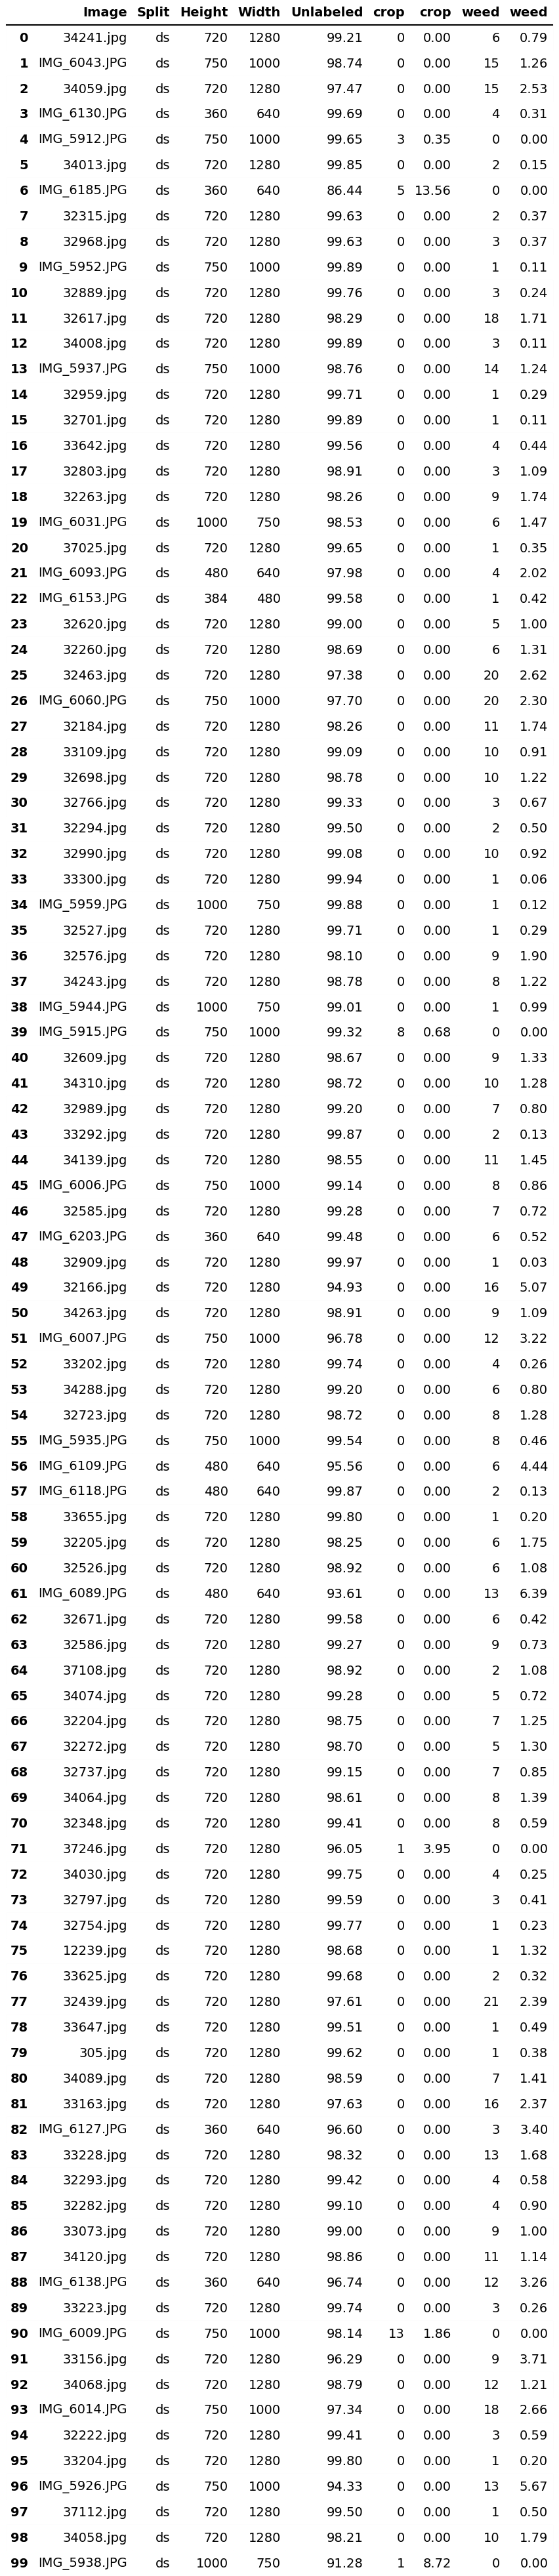 Image Split Height Width Unlabeled crop crop weed weed
0 34241.jpg ds 720 1280 99.21 0 0.00 6 0.79
1 IMG_6043.JPG ds 750 1000 98.74 0 0.00 15 1.26
2 34059.jpg ds 720 1280 97.47 0 0.00 15 2.53
3 IMG_6130.JPG ds 360 640 99.69 0 0.00 4 0.31
4 IMG_5912.JPG ds 750 1000 99.65 3 0.35 0 0.00
5 34013.jpg ds 720 1280 99.85 0 0.00 2 0.15
6 IMG_6185.JPG ds 360 640 86.44 5 13.56 0 0.00
7 32315.jpg ds 720 1280 99.63 0 0.00 2 0.37
8 32968.jpg ds 720 1280 99.63 0 0.00 3 0.37
9 IMG_5952.JPG ds 750 1000 99.89 0 0.00 1 0.11
10 32889.jpg ds 720 1280 99.76 0 0.00 3 0.24
11 32617.jpg ds 720 1280 98.29 0 0.00 18 1.71
12 34008.jpg ds 720 1280 99.89 0 0.00 3 0.11
13 IMG_5937.JPG ds 750 1000 98.76 0 0.00 14 1.24
14 32959.jpg ds 720 1280 99.71 0 0.00 1 0.29
15 32701.jpg ds 720 1280 99.89 0 0.00 1 0.11
16 33642.jpg ds 720 1280 99.56 0 0.00 4 0.44
17 32803.jpg ds 720 1280 98.91 0 0.00 3 1.09
18 32263.jpg ds 720 1280 98.26 0 0.00 9 1.74
19 IMG_6031.JPG ds 1000 750 98.53 0 0.00 6 1.47
20 37025.jpg ds 720 1280 99.65 0 0.00 1 0.35
21 IMG_6093.JPG ds 480 640 97.98 0 0.00 4 2.02
22 IMG_6153.JPG ds 384 480 99.58 0 0.00 1 0.42
23 32620.jpg ds 720 1280 99.00 0 0.00 5 1.00
24 32260.jpg ds 720 1280 98.69 0 0.00 6 1.31
25 32463.jpg ds 720 1280 97.38 0 0.00 20 2.62
26 IMG_6060.JPG ds 750 1000 97.70 0 0.00 20 2.30
27 32184.jpg ds 720 1280 98.26 0 0.00 11 1.74
28 33109.jpg ds 720 1280 99.09 0 0.00 10 0.91
29 32698.jpg ds 720 1280 98.78 0 0.00 10 1.22
30 32766.jpg ds 720 1280 99.33 0 0.00 3 0.67
31 32294.jpg ds 720 1280 99.50 0 0.00 2 0.50
32 32990.jpg ds 720 1280 99.08 0 0.00 10 0.92
33 33300.jpg ds 720 1280 99.94 0 0.00 1 0.06
34 IMG_5959.JPG ds 1000 750 99.88 0 0.00 1 0.12
35 32527.jpg ds 720 1280 99.71 0 0.00 1 0.29
36 32576.jpg ds 720 1280 98.10 0 0.00 9 1.90
37 34243.jpg ds 720 1280 98.78 0 0.00 8 1.22
38 IMG_5944.JPG ds 1000 750 99.01 0 0.00 1 0.99
39 IMG_5915.JPG ds 750 1000 99.32 8 0.68 0 0.00
40 32609.jpg ds 720 1280 98.67 0 0.00 9 1.33
41 34310.jpg ds 720 1280 98.72 0 0.00 10 1.28
42 32989.jpg ds 720 1280 99.20 0 0.00 7 0.80
43 33292.jpg ds 720 1280 99.87 0 0.00 2 0.13
44 34139.jpg ds 720 1280 98.55 0 0.00 11 1.45
45 IMG_6006.JPG ds 750 1000 99.14 0 0.00 8 0.86
46 32585.jpg ds 720 1280 99.28 0 0.00 7 0.72
47 IMG_6203.JPG ds 360 640 99.48 0 0.00 6 0.52
48 32909.jpg ds 720 1280 99.97 0 0.00 1 0.03
49 32166.jpg ds 720 1280 94.93 0 0.00 16 5.07
50 34263.jpg ds 720 1280 98.91 0 0.00 9 1.09
51 IMG_6007.JPG ds 750 1000 96.78 0 0.00 12 3.22
52 33202.jpg ds 720 1280 99.74 0 0.00 4 0.26
53 34288.jpg ds 720 1280 99.20 0 0.00 6 0.80
54 32723.jpg ds 720 1280 98.72 0 0.00 8 1.28
55 IMG_5935.JPG ds 750 1000 99.54 0 0.00 8 0.46
56 IMG_6109.JPG ds 480 640 95.56 0 0.00 6 4.44
57 IMG_6118.JPG ds 480 640 99.87 0 0.00 2 0.13
58 33655.jpg ds 720 1280 99.80 0 0.00 1 0.20
59 32205.jpg ds 720 1280 98.25 0 0.00 6 1.75
60 32526.jpg ds 720 1280 98.92 0 0.00 6 1.08
61 IMG_6089.JPG ds 480 640 93.61 0 0.00 13 6.39
62 32671.jpg ds 720 1280 99.58 0 0.00 6 0.42
63 32586.jpg ds 720 1280 99.27 0 0.00 9 0.73
64 37108.jpg ds 720 1280 98.92 0 0.00 2 1.08
65 34074.jpg ds 720 1280 99.28 0 0.00 5 0.72
66 32204.jpg ds 720 1280 98.75 0 0.00 7 1.25
67 32272.jpg ds 720 1280 98.70 0 0.00 5 1.30
68 32737.jpg ds 720 1280 99.15 0 0.00 7 0.85
69 34064.jpg ds 720 1280 98.61 0 0.00 8 1.39
70 32348.jpg ds 720 1280 99.41 0 0.00 8 0.59
71 37246.jpg ds 720 1280 96.05 1 3.95 0 0.00
72 34030.jpg ds 720 1280 99.75 0 0.00 4 0.25
73 32797.jpg ds 720 1280 99.59 0 0.00 3 0.41
74 32754.jpg ds 720 1280 99.77 0 0.00 1 0.23
75 12239.jpg ds 720 1280 98.68 0 0.00 1 1.32
76 33625.jpg ds 720 1280 99.68 0 0.00 2 0.32
77 32439.jpg ds 720 1280 97.61 0 0.00 21 2.39
78 33647.jpg ds 720 1280 99.51 0 0.00 1 0.49
79 305.jpg ds 720 1280 99.62 0 0.00 1 0.38
80 34089.jpg ds 720 1280 98.59 0 0.00 7 1.41
81 33163.jpg ds 720 1280 97.63 0 0.00 16 2.37
82 IMG_6127.JPG ds 360 640 96.60 0 0.00 3 3.40
83 33228.jpg ds 720 1280 98.32 0 0.00 13 1.68
84 32293.jpg ds 720 1280 99.42 0 0.00 4 0.58
85 32282.jpg ds 720 1280 99.10 0 0.00 4 0.90
86 33073.jpg ds 720 1280 99.00 0 0.00 9 1.00
87 34120.jpg ds 720 1280 98.86 0 0.00 11 1.14
88 IMG_6138.JPG ds 360 640 96.74 0 0.00 12 3.26
89 33223.jpg ds 720 1280 99.74 0 0.00 3 0.26
90 IMG_6009.JPG ds 750 1000 98.14 13 1.86 0 0.00
91 33156.jpg ds 720 1280 96.29 0 0.00 9 3.71
92 34068.jpg ds 720 1280 98.79 0 0.00 12 1.21
93 IMG_6014.JPG ds 750 1000 97.34 0 0.00 18 2.66
94 32222.jpg ds 720 1280 99.41 0 0.00 3 0.59
95 33204.jpg ds 720 1280 99.80 0 0.00 1 0.20
96 IMG_5926.JPG ds 750 1000 94.33 0 0.00 13 5.67
97 37112.jpg ds 720 1280 99.50 0 0.00 1 0.50
98 34058.jpg ds 720 1280 98.21 0 0.00 10 1.79
99 IMG_5938.JPG ds 1000 750 91.28 1 8.72 0 0.00